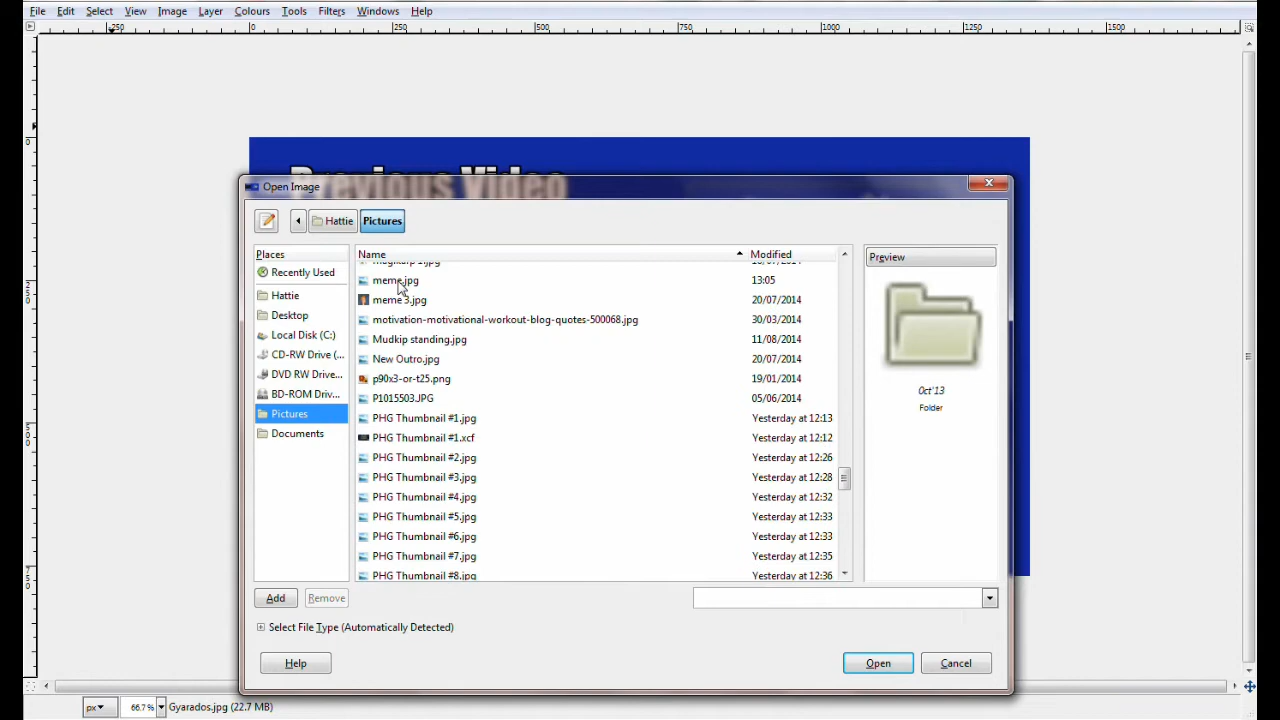 File Edit Select View Image Layer Colours Tools Filters Windows Help
250 0 250 500 750 1000 1250 1500
0
250
500
750
Previous Video
Open Image
Hattie Pictures
Places Name Modified Preview
Recently Used
meme.jpg 13:05
Hattie meme 3.jpg 20/07/2014
Desktop motivation-motivational-workout-blog-quotes-500068.jpg 30/03/2014
Local Disk (C:) Mudkip standing.jpg 11/08/2014
CD-RW Drive (... New Outro.jpg 20/07/2014
DVD RW Drive... p90x3-or-t25.png 19/01/2014
BD-ROM Driv... P1015503.JPG 05/06/2014
Oct'13
Folder
Pictures PHG Thumbnail #1.jpg Yesterday at 12:13
Documents PHG Thumbnail #1.xcf Yesterday at 12:12
PHG Thumbnail #2.jpg Yesterday at 12:26
PHG Thumbnail #3.jpg Yesterday at 12:28
PHG Thumbnail #4.jpg Yesterday at 12:32
PHG Thumbnail #5.jpg Yesterday at 12:33
PHG Thumbnail #6.jpg Yesterday at 12:33
PHG Thumbnail #7.jpg Yesterday at 12:35
PHG Thumbnail #8.jpg Yesterday at 12:36
Add Remove
Select File Type (Automatically Detected)
Help Open Cancel
px 66.7 % Gyarados.jpg (22.7 MB)